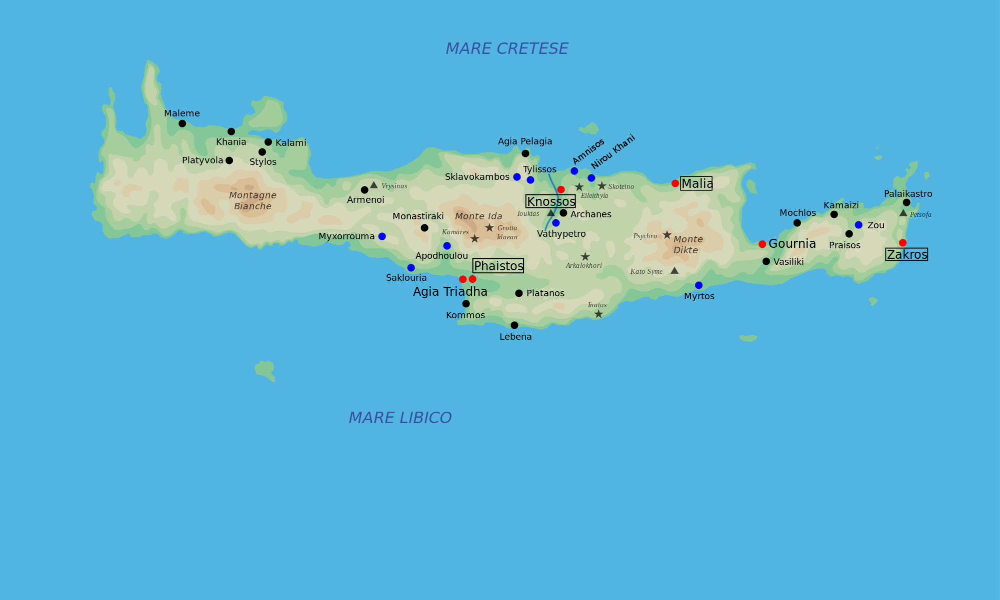 MARE CRETESE
Maleme
Khania
Kalami
Platyvola
Stylos
Agia Pelagia
Amnisos
Nirou Khani
Tylissos
Sklavokambos
Vrysinas
Armenoi
Skoteino
Eileithyia
Malia
Montagne
Bianche
Knossos
Palaikastro
Kamaizi
Mochlos
Iouktas
Archanes
Petsofa
Monastiraki
Monte Ida
Zou
Grotta
Idaean
Kamares
Vathypetro
Myxorrouma
Psychro
Monte
Dikte
Gournia
Praisos
Zakros
Apodhoulou
Vasiliki
Phaistos
Arkalokhori
Kato Syme
Saklouria
Agia Triadha
Platanos
Myrtos
Inatos
Kommos
Lebena
MARE LIBICO